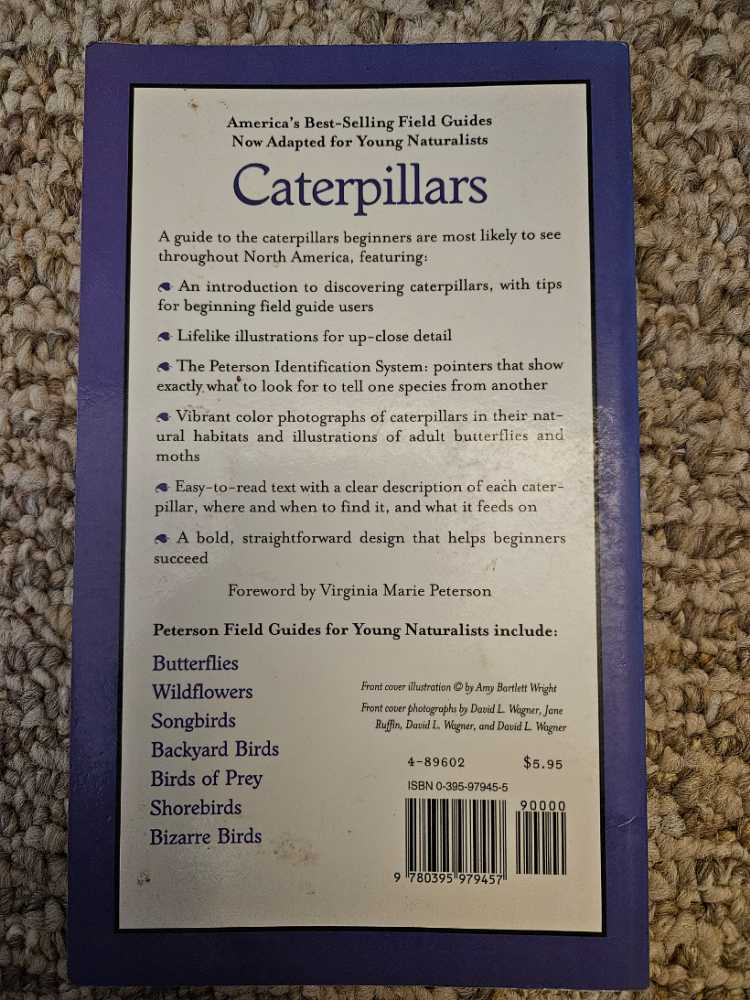 America's Best-Selling Field Guides
Now Adapted for Young Naturalists
Caterpillars
A guide to the caterpillars beginners are most likely to see
throughout North America, featuring:
An introduction to discovering caterpillars, with tips
for beginning field guide users
Lifelike illustrations for up-close detail
The Peterson Identification System: pointers that show
exactly what to look for to tell one species from another
Vibrant color photographs of caterpillars in their nat-
ural habitats and illustrations of adult butterflies and
moths
Easy-to-read text with a clear description of each cater-
pillar, where and when to find it, and what it feeds on
A bold, straightforward design that helps beginners
succeed
Foreword by Virginia Marie Peterson
Peterson Field Guides for Young Naturalists include:
Butterflies
Wildflowers
Songbirds
Backyard Birds
Birds of Prey
Shorebirds
Bizarre Birds
Front cover illustration © by Amy Bartlett Wright
Front cover photographs by David L. Wagner, Jane
Ruffin, David L. Wagner, and David L. Wagner
4-89602 $5.95
ISBN 0-395-97945-5
90000
9 780395 979457